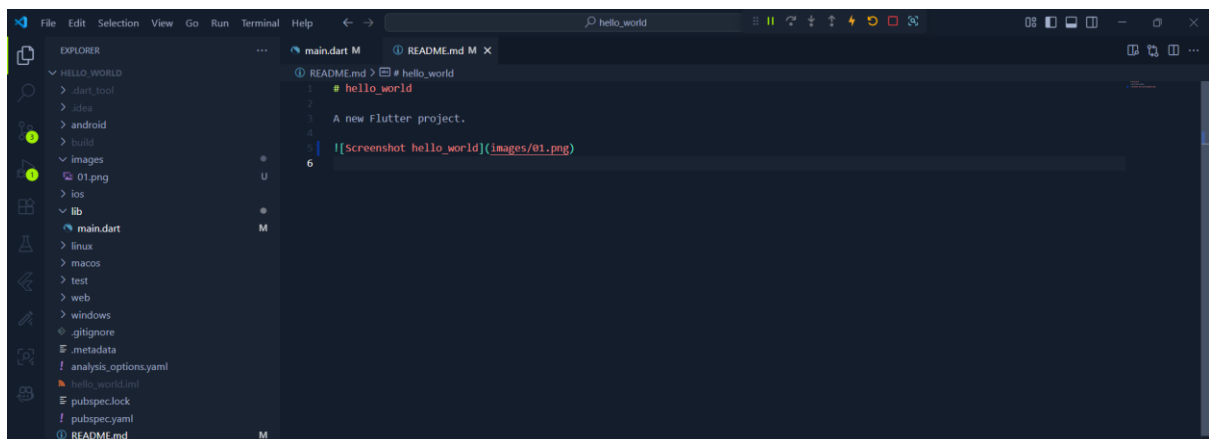 File Edit Selection View Go Run Terminal Help
hello_world
EXPLORER
HELLO_WORLD
.dart_tool
.idea
android
build
images
01.png U
ios
lib
main.dart M
linux
macos
test
web
windows
.gitignore
.metadata
! analysis_options.yaml
hello_world.iml
pubspec.lock
! pubspec.yaml
README.md M
3
1
main.dart M README.md M
README.md > # hello_world
1 # hello_world
2
3 A new Flutter project.
4
5 ![Screenshot hello_world](images/01.png)
6